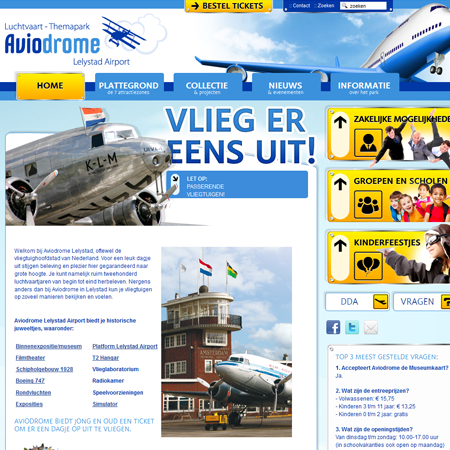 BESTEL TICKETS
:: Contact :: Zoeken
zoeken
Luchtvaart - Themapark
Aviodrome
Lelystad Airport
HOME
PLATTEGROND
de 7 attractiezones
COLLECTIE
& projecten
NIEUWS
& evenementen
INFORMATIE
over het park
VLIEG ER
EENS UIT!
LET OP:
PASSERENDE
VLIEGTUIGEN!
K-L-M
ZAKELIJKE MOGELIJKHEDE
GROEPEN EN SCHOLEN
KINDERFEESTJES
DDA
VRAGEN
Welkom bij Aviodrome Lelystad, oftewel de
vliegtuighoofdstad van Nederland. Voor een leuk dagje
uit stijgen beleving en plezier hier gegarandeerd naar
grote hoogte. Je kunt namelijk ruim tweehonderd
luchtvaartjaren van begin tot eind herbeleven. Nergens
anders dan bij Aviodrome in Lelystad kun je vliegtuigen
op zoveel manieren bekijken en voelen.
Aviodrome Lelystad Airport biedt je historische
juweeltjes, waaronder:
Binnenexpositie/museum
Platform Lelystad Airport
Filmtheater
T2 Hangar
Schipholgebouw 1928
Vlieglaboratorium
Boeing 747
Radiokamer
Rondvluchten
Speelvoorzieningen
Exposities
Simulator
AVIODROME BIEDT JONG EN OUD EEN TICKET
OM ER EEN DAGJE OP UIT TE VLIEGEN.
AMSTERDAM
TOP 3 MEEST GESTELDE VRAGEN:
1. Accepteert Aviodrome de Museumkaart?
Ja.
2. Wat zijn de entreeprijzen?
- Volwassenen: € 15,75
- Kinderen 3 t/m 11 jaar: € 13,25
- Kinderen 0 t/m 2 jaar: gratis
3. Wat zijn de openingstijden?
Van dinsdag t/m zondag: 10.00-17.00 uur
(in schoolvakanties ook open op maandag)